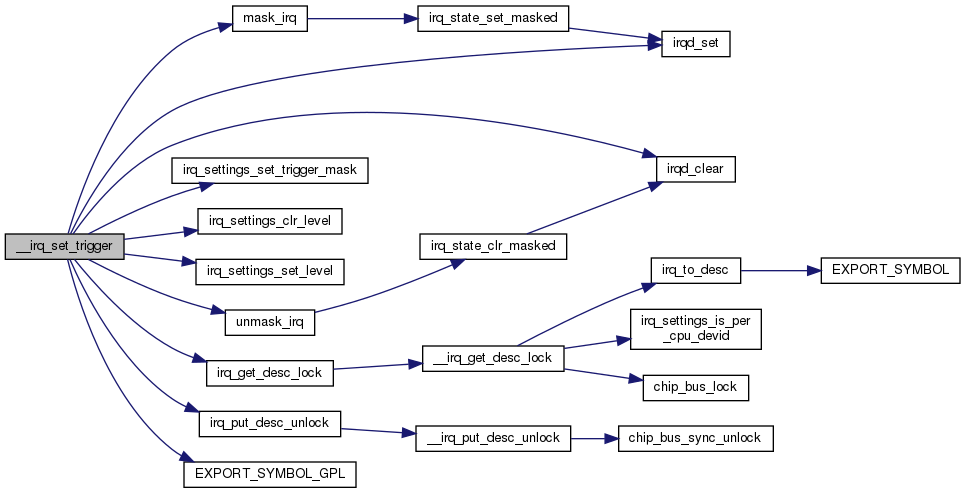 mask_irq
irq_state_set_masked
irqd_set
irqd_clear
irq_settings_set_trigger_mask
irq_settings_clr_level
__irq_set_trigger
irq_state_clr_masked
irq_settings_set_level
irq_to_desc
EXPORT_SYMBOL
unmask_irq
irq_settings_is_per
_cpu_devid
__irq_get_desc_lock
irq_get_desc_lock
chip_bus_lock
irq_put_desc_unlock
__irq_put_desc_unlock
chip_bus_sync_unlock
EXPORT_SYMBOL_GPL